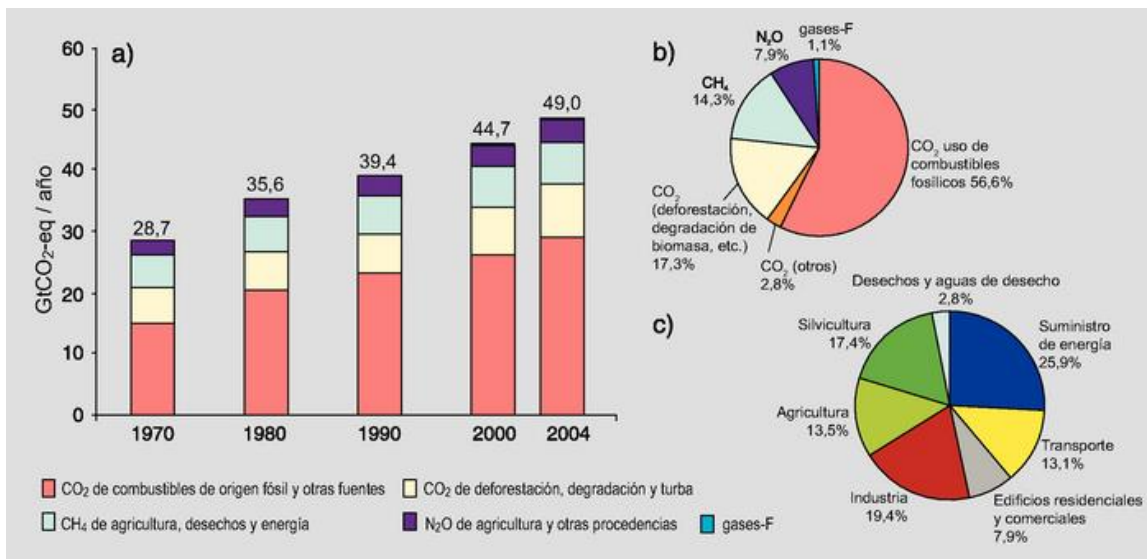 a)
60
50
40
30
20
10
0
GtCO₂-eq / año
28,7
35,6
39,4
44,7
49,0
1970
1980
1990
2000
2004
CO₂ de combustibles de origen fósil y otras fuentes
CO₂ de deforestación, degradación y turba
CH₄ de agricultura, desechos y energía
N₂O de agricultura y otras procedencias
gases-F
b)
N₂O
7,9%
gases-F
1,1%
CH₄
14,3%
CO₂ uso de
combustibles
fosílicos 56,6%
CO₂
(deforestación,
degradación de
biomasa, etc.)
17,3%
CO₂ (otros)
2,8%
c)
Desechos y aguas de desecho
2,8%
Silvicultura
17,4%
Suministro
de energía
25,9%
Agricultura
13,5%
Transporte
13,1%
Industria
19,4%
Edificios residenciales
y comerciales
7,9%